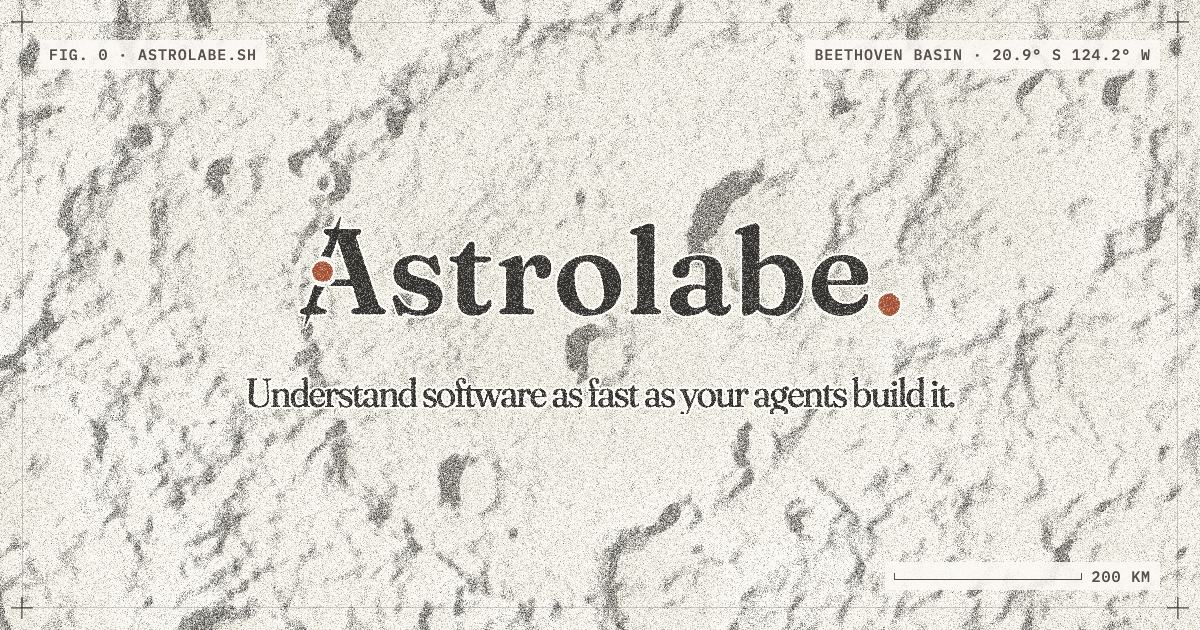 FIG. 0 · ASTROLABE.SH
BEETHOVEN BASIN · 20.9° S 124.2° W
Astrolabe.
Understand software as fast as your agents build it.
200 KM